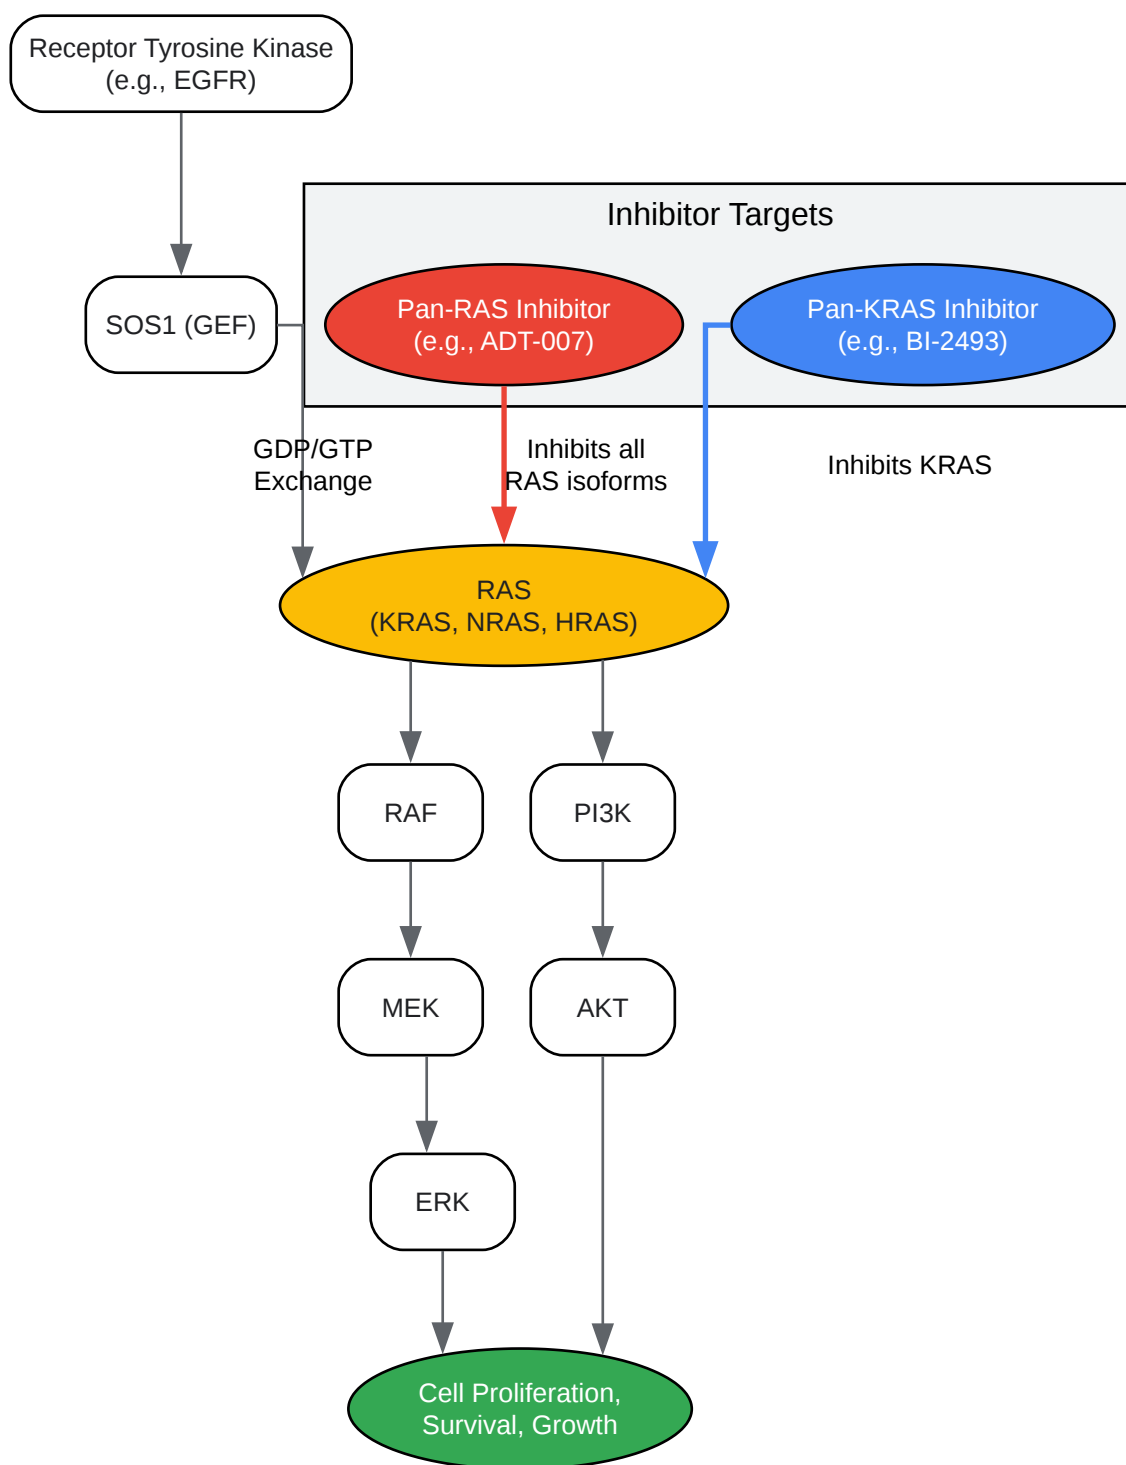 Receptor Tyrosine Kinase
(e.g., EGFR)
Inhibitor Targets
SOS1 (GEF)
Pan-RAS Inhibitor
(e.g., ADT-007)
Pan-KRAS Inhibitor
(e.g., BI-2493)
GDP/GTP
Exchange
Inhibits all
RAS isoforms
Inhibits KRAS
RAS
(KRAS, NRAS, HRAS)
RAF
PI3K
MEK
AKT
ERK
Cell Proliferation,
Survival, Growth